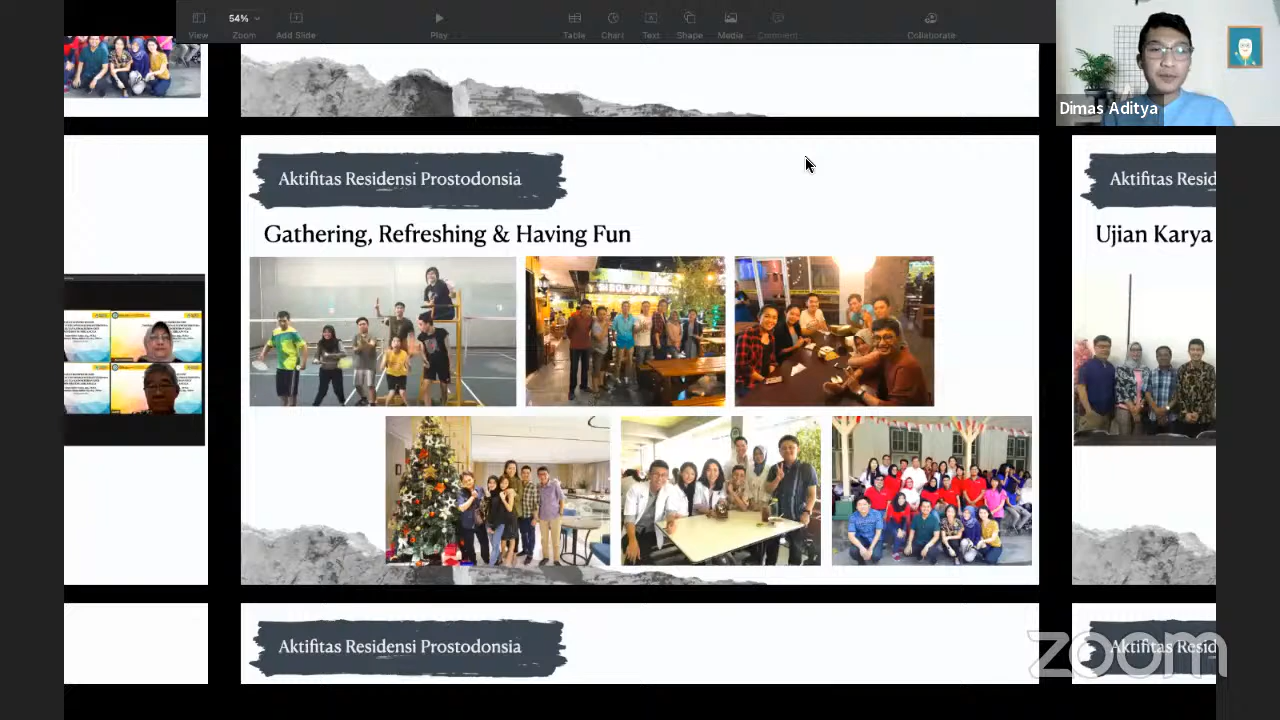 54%
View
Zoom
Add Slide
Play
Table
Chart
Text
Shape
Media
Comment
Collaborate
Dimas Aditya
Aktifitas Residensi Prostodonsia
Gathering, Refreshing & Having Fun
Aktifitas Resid
Ujian Karya
Aktifitas Residensi Prostodonsia
Aktifitas Resid
zoom